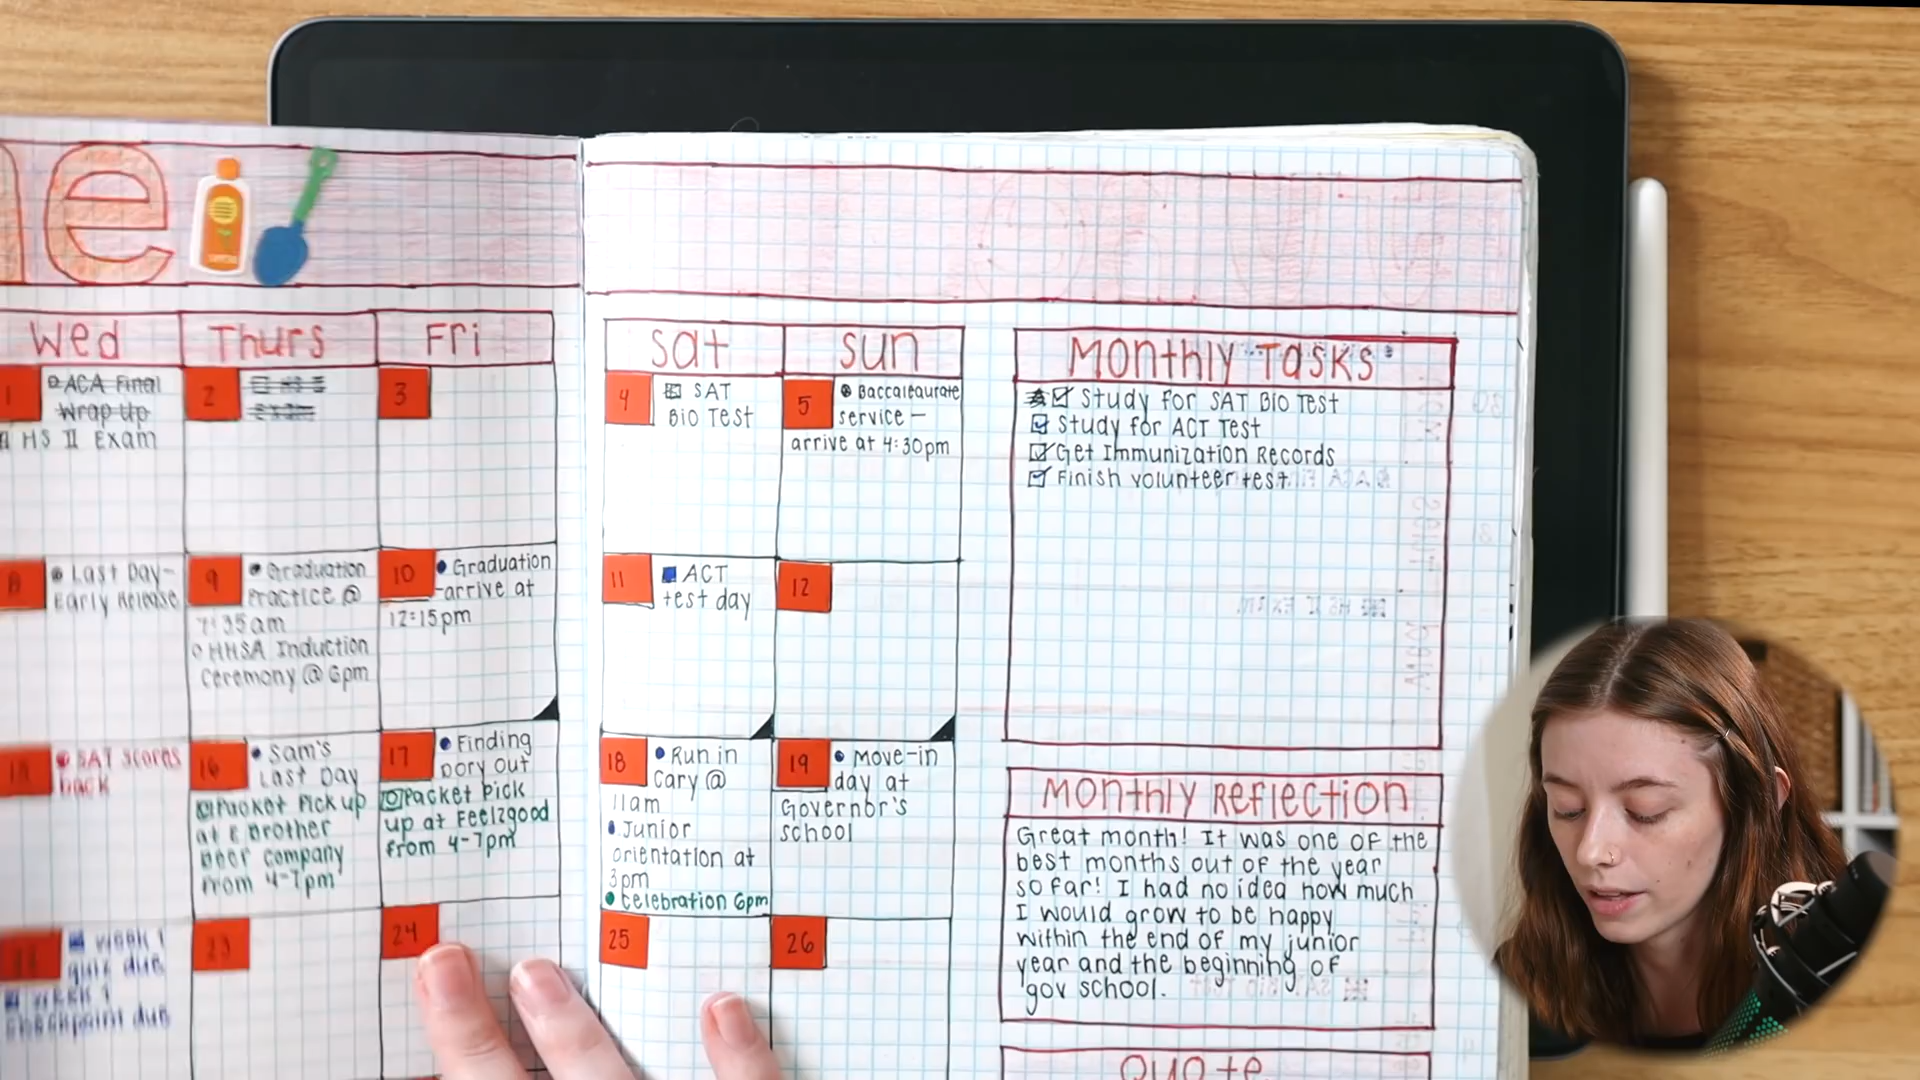 ne
Wed
Thurs
Fri
sat
sun
1
ACA Final
Wrap Up
HS II Exam
2
HS II
Exam
3
4
SAT
Bio Test
5
Baccalaureate
service –
arrive at 4:30pm
8
Last Day–
Early Release
9
Graduation
Practice @
7:35am
HHSA Induction
Ceremony @ 6pm
10
Graduation
–arrive at
12:15pm
11
ACT
test day
12
SAT scores
back
16
Sam's
Last Day
Packet Pick up
at E Brother
beer company
from 4-7pm
17
Finding
Dory Out
Packet pick
up at Feel2good
from 4-7pm
18
Run in
Cary @
11am
Junior
orientation at
3pm
celebration 6pm
19
Move-in
day at
Governor's
school
week 1
quiz due
week 1
checkpoint due
23
24
25
26
Monthly Tasks
Study for SAT Bio Test
Study for ACT Test
Get Immunization Records
Finish volunteer test
Monthly Reflection
Great month! It was one of the
best months out of the year
so far! I had no idea how much
I would grow to be happy
within the end of my junior
year and the beginning of
gov school.
Quote